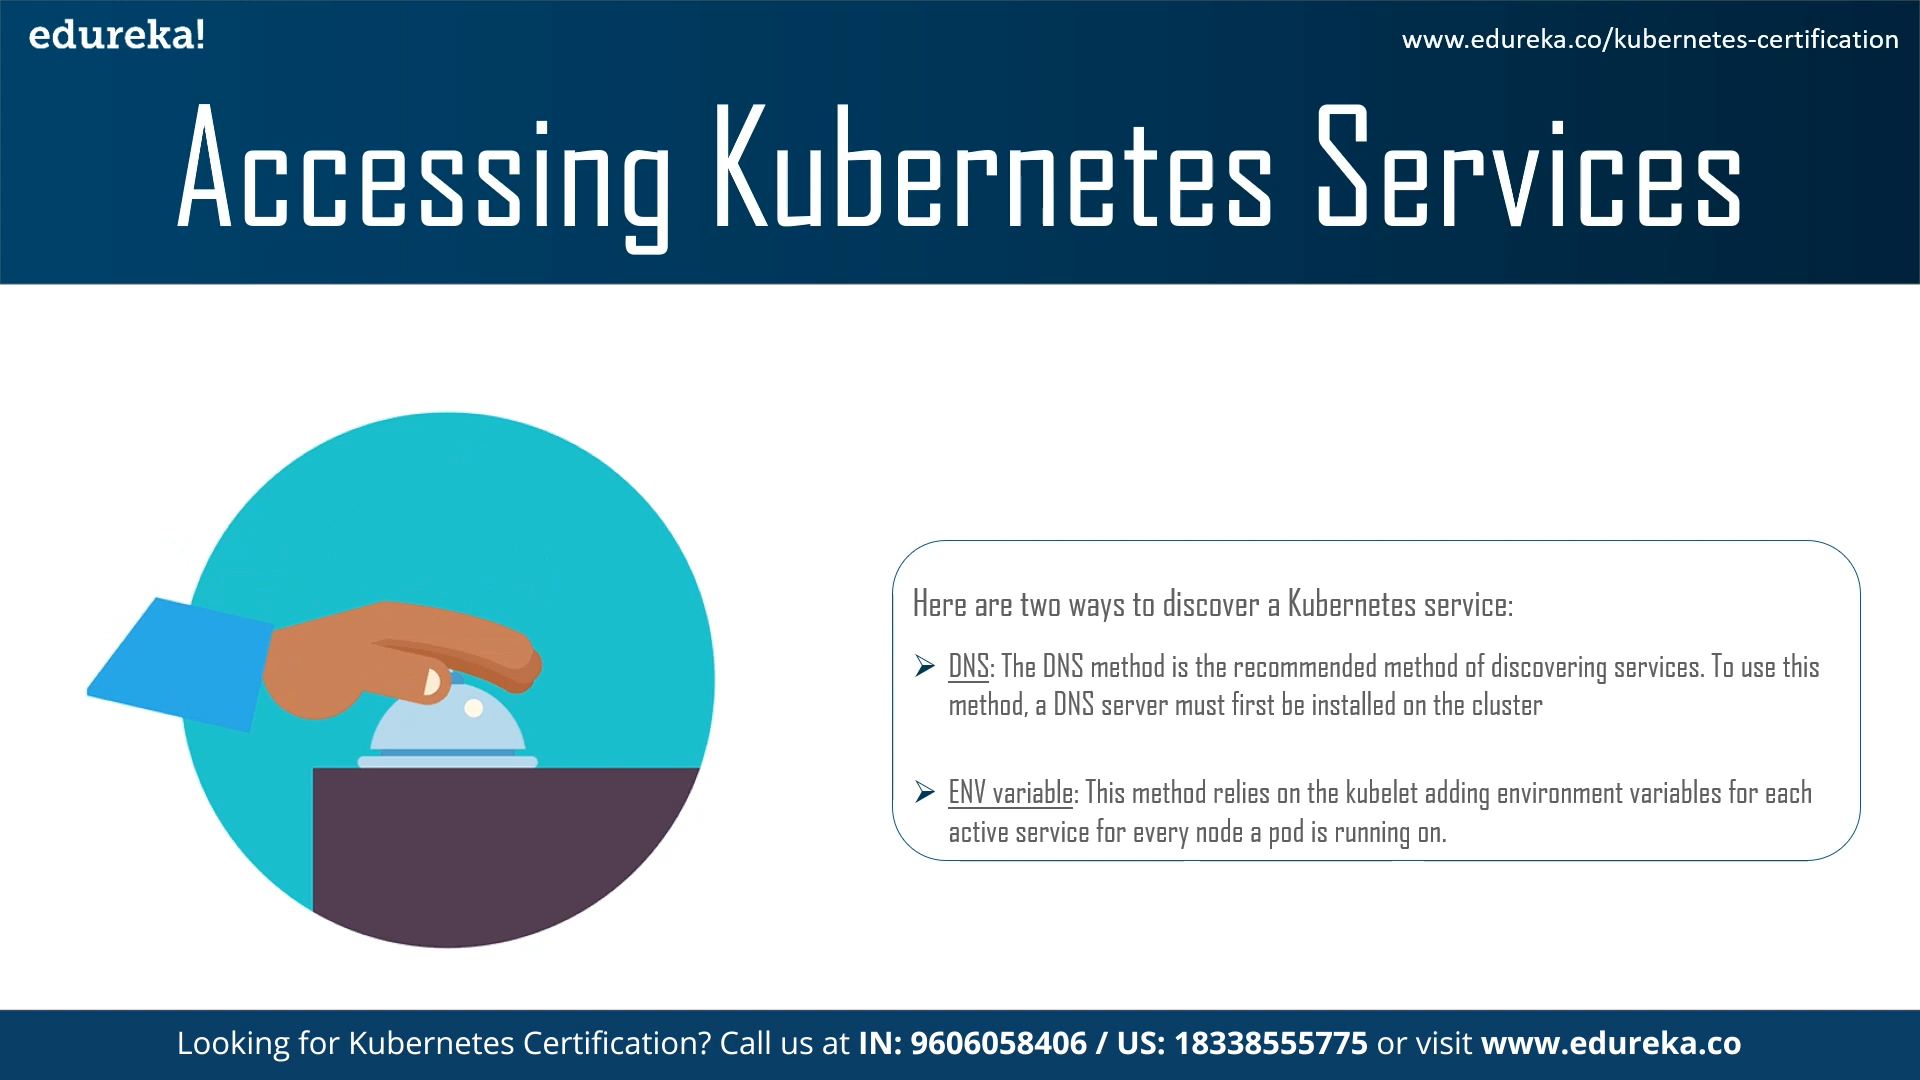 edureka!
www.edureka.co/kubernetes-certification
Accessing Kubernetes Services
Here are two ways to discover a Kubernetes service:
➢ DNS: The DNS method is the recommended method of discovering services. To use this
method, a DNS server must first be installed on the cluster
➢ ENV variable: This method relies on the kubelet adding environment variables for each
active service for every node a pod is running on.
Looking for Kubernetes Certification? Call us at IN: 9606058406 / US: 18338555775 or visit www.edureka.co